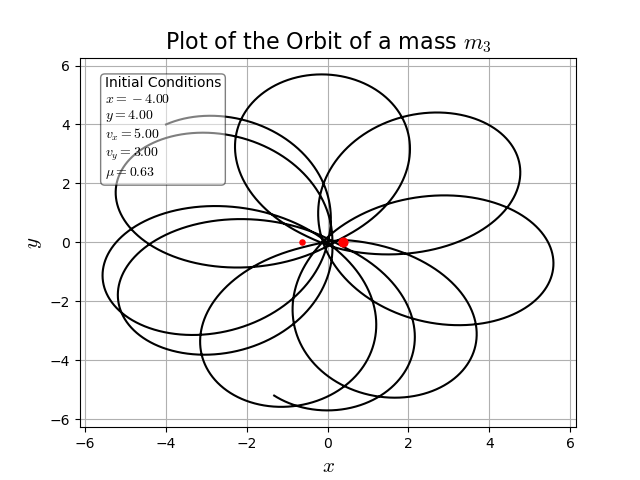 Plot of the Orbit of a mass m₃
Initial Conditions
x = −4.00
y = 4.00
vₓ = 5.00
v_y = 3.00
μ = 0.63
6
4
2
0
−2
−4
−6
y
−6 −4 −2 0 2 4 6
x